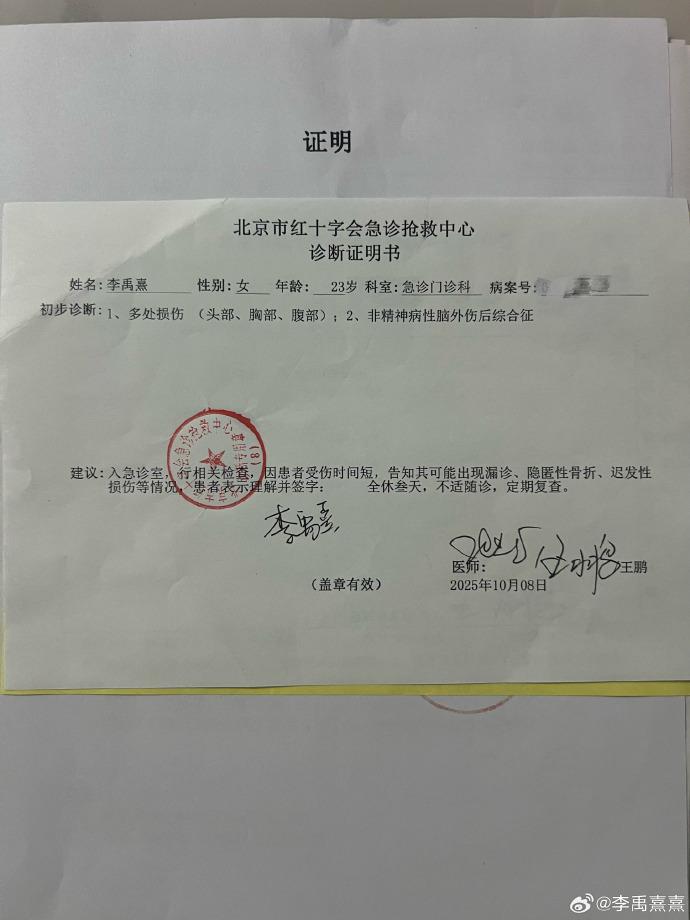 证明
北京市红十字会急诊抢救中心
诊断证明书
姓名：李禹熹 性别：女 年龄： 23岁 科室：急诊门诊科 病案号：
初步诊断：1、多处损伤 （头部、胸部、腹部）；2、非精神病性脑外伤后综合征
建议：入急诊室，行相关检查，因患者受伤时间短，告知其可能出现漏诊、隐匿性骨折、迟发性
损伤等情况，患者表示理解并签字： 全休叁天，不适随诊，定期复查。
李禹熹
医师： 王鹏
（盖章有效） 2025年10月08日
@李禹熹熹